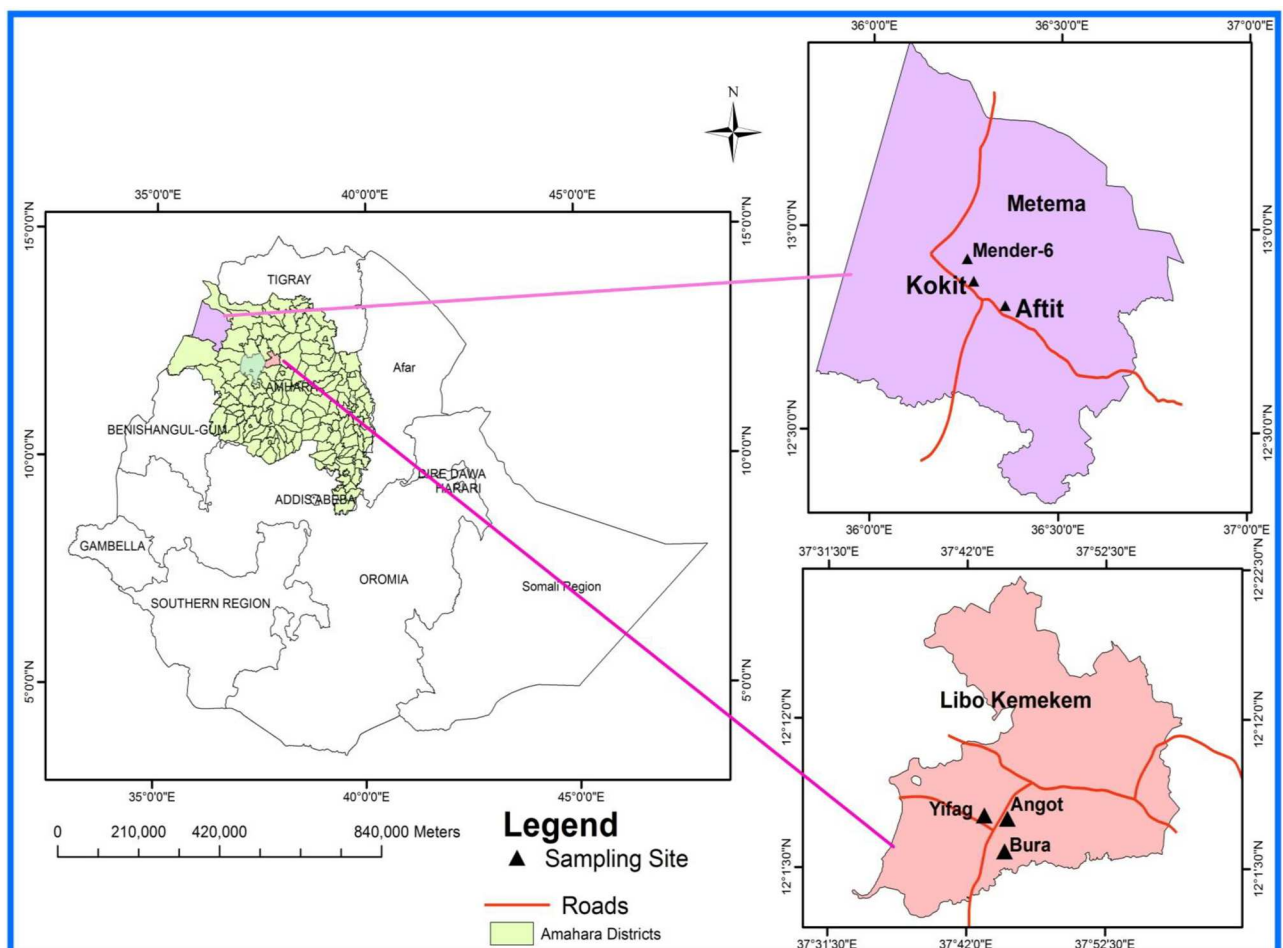 N
35°0'0"E
40°0'0"E
45°0'0"E
15°0'0"N
15°0'0"N
10°0'0"N
10°0'0"N
5°0'0"N
5°0'0"N
35°0'0"E
40°0'0"E
45°0'0"E
TIGRAY
Afar
AMHARA
BENISHANGUL-GUM
DIRE DAWA
HARARI
ADDIS ABEBA
GAMBELLA
OROMIA
Somali Region
SOUTHERN REGION
0
210,000
420,000
840,000 Meters
Legend
Sampling Site
Roads
Amahara Districts
36°0'0"E
36°30'0"E
37°0'0"E
13°0'0"N
13°0'0"N
12°30'0"N
12°30'0"N
Metema
Mender-6
Kokit
Aftit
36°0'0"E
36°30'0"E
37°0'0"E
37°31'30"E
37°42'0"E
37°52'30"E
12°22'30"N
12°12'0"N
12°12'0"N
12°1'30"N
12°1'30"N
Libo Kemekem
Yifag
Angot
Bura
37°31'30"E
37°42'0"E
37°52'30"E